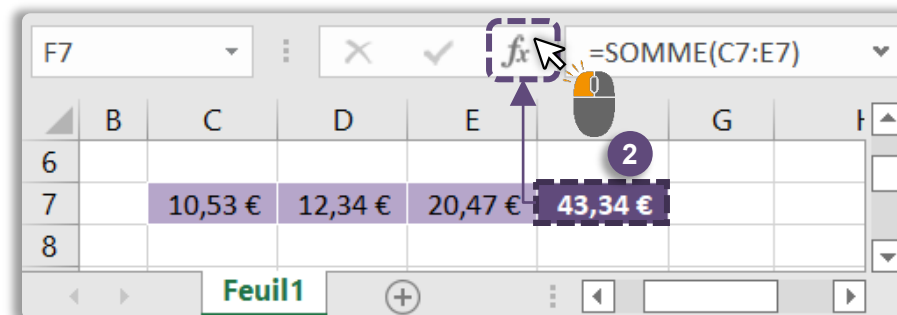 F7 fx =SOMME(C7:E7)
B C D E G
2
6
7 10,53 € 12,34 € 20,47 € 43,34 €
8
Feuil1